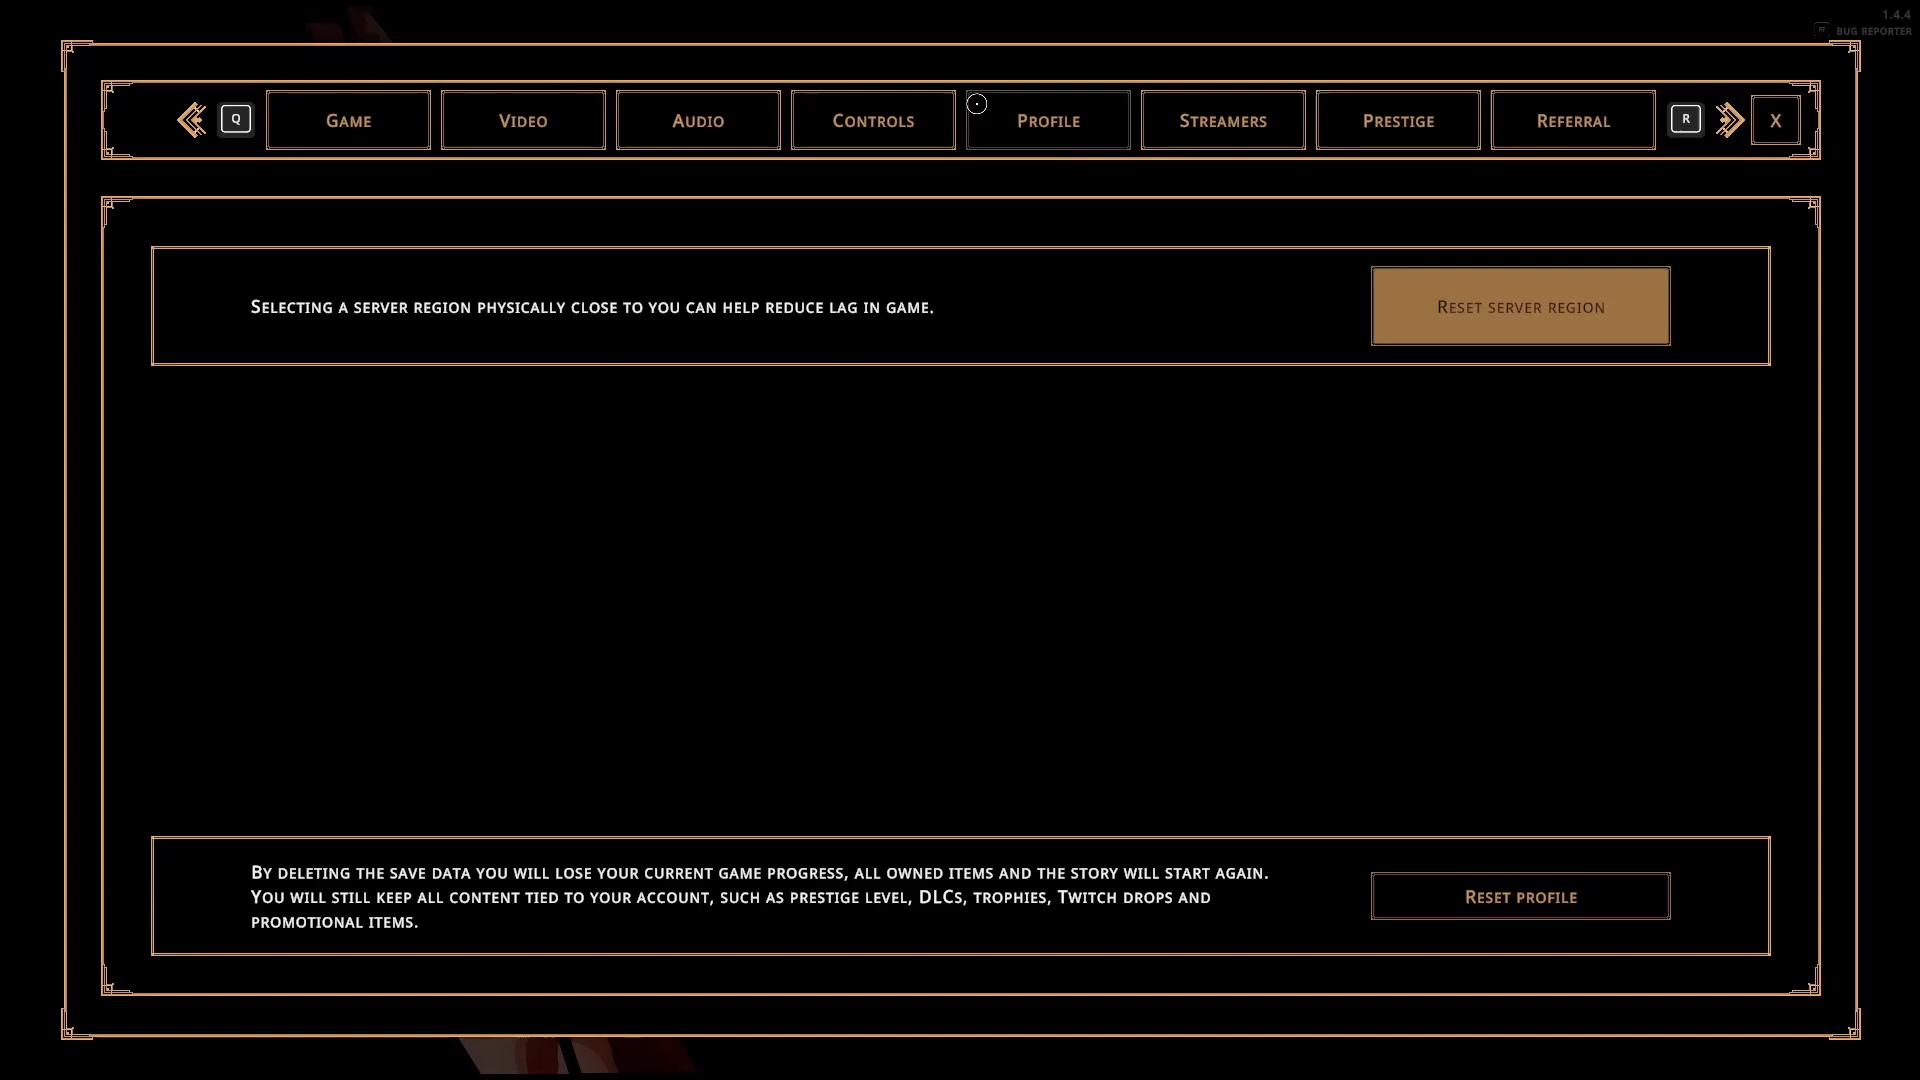 1.4.4
F7 BUG REPORTER
Q Game Video Audio Controls Profile Streamers Prestige Referral R X
Selecting a server region physically close to you can help reduce lag in game.
Reset server region
By deleting the save data you will lose your current game progress, all owned items and the story will start again.
You will still keep all content tied to your account, such as prestige level, DLCs, trophies, Twitch drops and
promotional items.
Reset profile